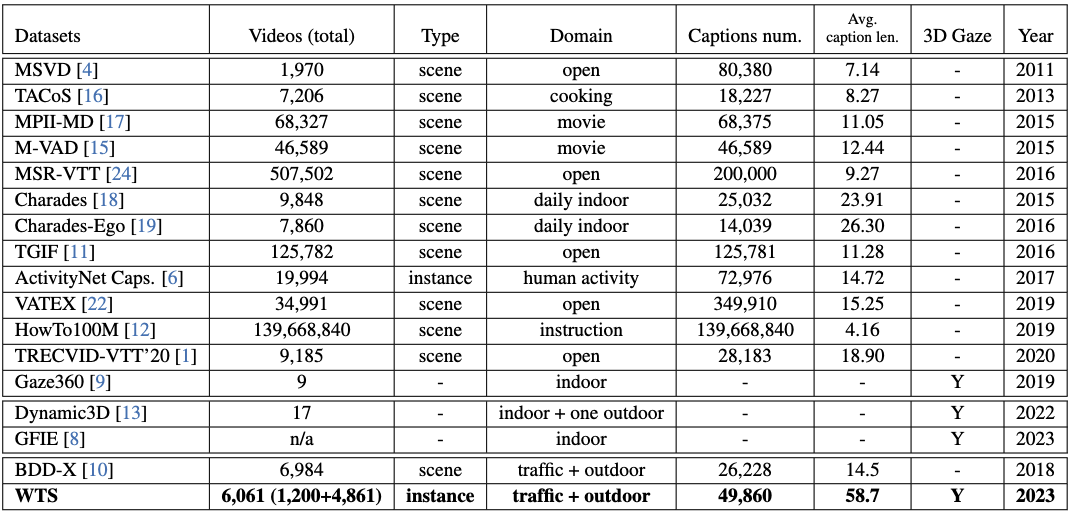 Datasets Videos (total) Type Domain Captions num. Avg. caption len. 3D Gaze Year
MSVD [4] 1,970 scene open 80,380 7.14 - 2011
TACoS [16] 7,206 scene cooking 18,227 8.27 - 2013
MPII-MD [17] 68,327 scene movie 68,375 11.05 - 2015
M-VAD [15] 46,589 scene movie 46,589 12.44 - 2015
MSR-VTT [24] 507,502 scene open 200,000 9.27 - 2016
Charades [18] 9,848 scene daily indoor 25,032 23.91 - 2015
Charades-Ego [19] 7,860 scene daily indoor 14,039 26.30 - 2016
TGIF [11] 125,782 scene open 125,781 11.28 - 2016
ActivityNet Caps. [6] 19,994 instance human activity 72,976 14.72 - 2017
VATEX [22] 34,991 scene open 349,910 15.25 - 2019
HowTo100M [12] 139,668,840 scene instruction 139,668,840 4.16 - 2019
TRECVID-VTT’20 [1] 9,185 scene open 28,183 18.90 - 2020
Gaze360 [9] 9 - indoor - - Y 2019
Dynamic3D [13] 17 - indoor + one outdoor - - Y 2022
GFIE [8] n/a - indoor - - Y 2023
BDD-X [10] 6,984 scene traffic + outdoor 26,228 14.5 - 2018
WTS 6,061 (1,200+4,861) instance traffic + outdoor 49,860 58.7 Y 2023